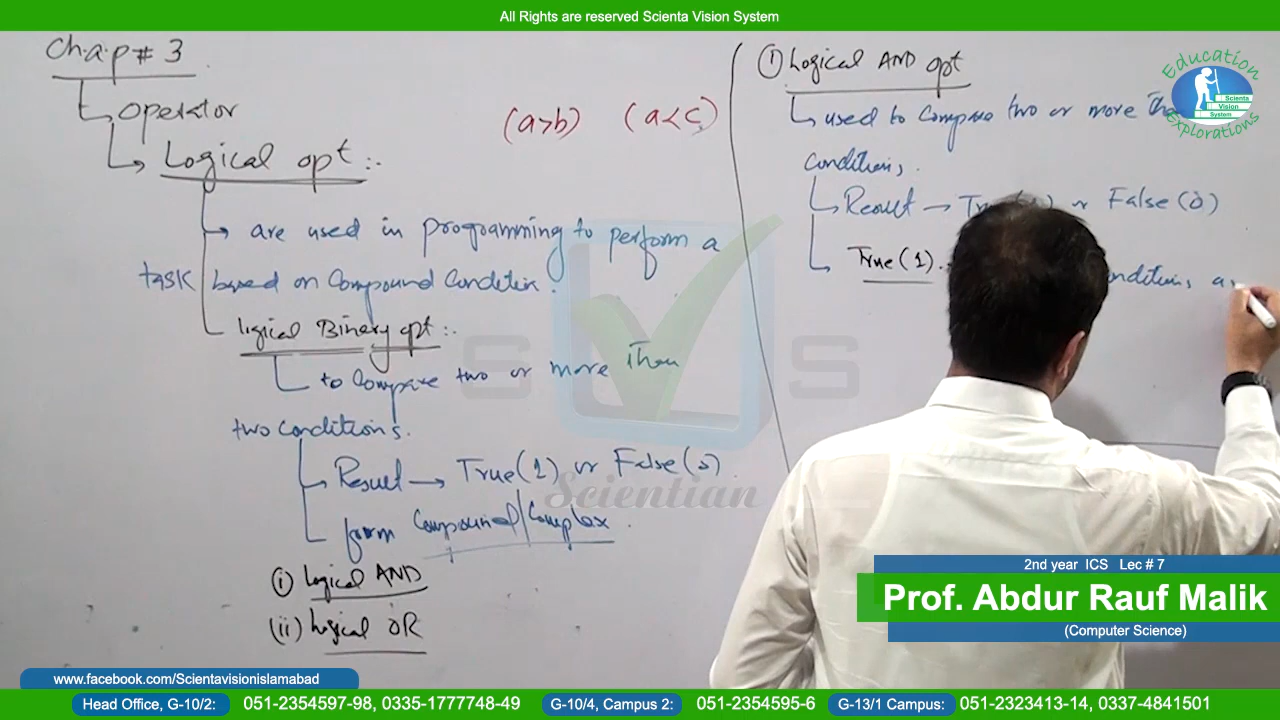 All Rights are reserved Scienta Vision System
Chap # 3
operator
Logical opt :.
are used in programming to perform a
task based on Compound Condition.
logical Binary opt :.
to Compare two or more than
two conditions.
Result → True(1) or False(0)
form Compound/Complex.
(i) Logical AND
(ii) Logical OR
(a>b) (a<c)
① Logical AND opt
used to Compare two or more than
conditions,
Result → or False(0)
True(1).
Education
Scienta
Vision
System
Explorations
S S
Scientian
2nd year ICS Lec # 7
Prof. Abdur Rauf Malik
(Computer Science)
www.facebook.com/Scientavisionislamabad
Head Office, G-10/2: 051-2354597-98, 0335-1777748-49 G-10/4, Campus 2: 051-2354595-6 G-13/1 Campus: 051-2323413-14, 0337-4841501